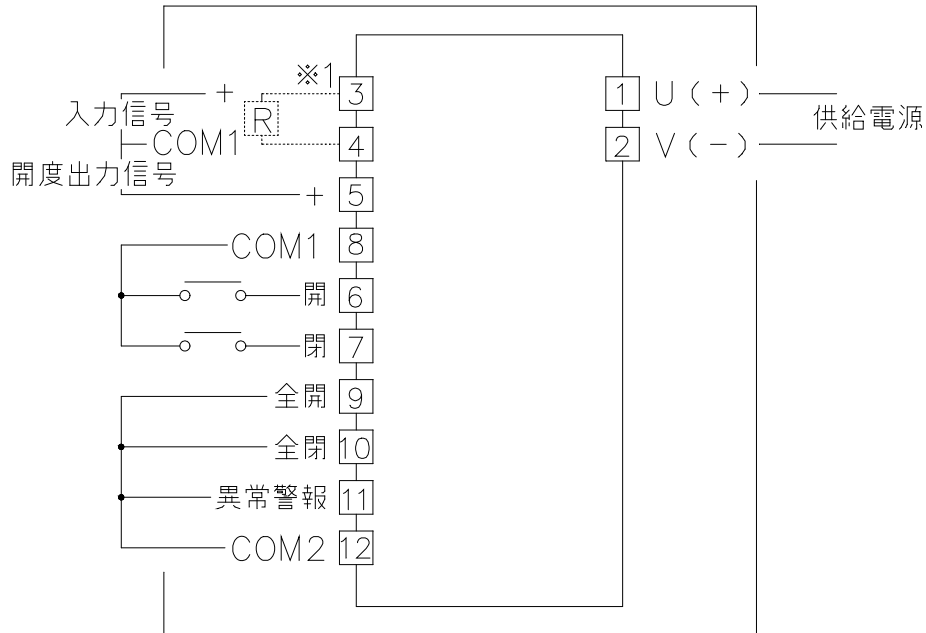 ※1
+ 3
入力信号
R
COM1 4
開度出力信号
+ 5
COM1 8
開 6
閉 7
全開 9
全閉 10
異常警報 11
COM2 12
1 U(+)
供給電源
2 V(-)